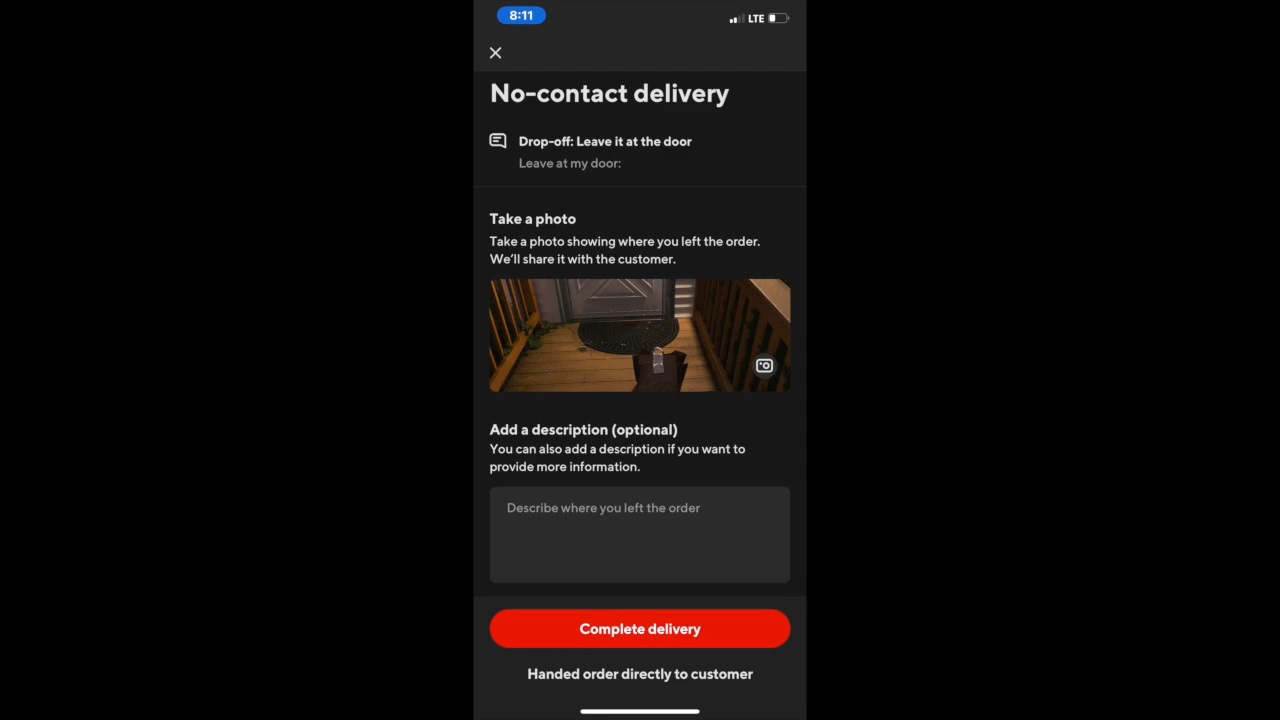 8:11
LTE
No-contact delivery
Drop-off: Leave it at the door
Leave at my door:
Take a photo
Take a photo showing where you left the order.
We'll share it with the customer.
Add a description (optional)
You can also add a description if you want to
provide more information.
Describe where you left the order
Complete delivery
Handed order directly to customer